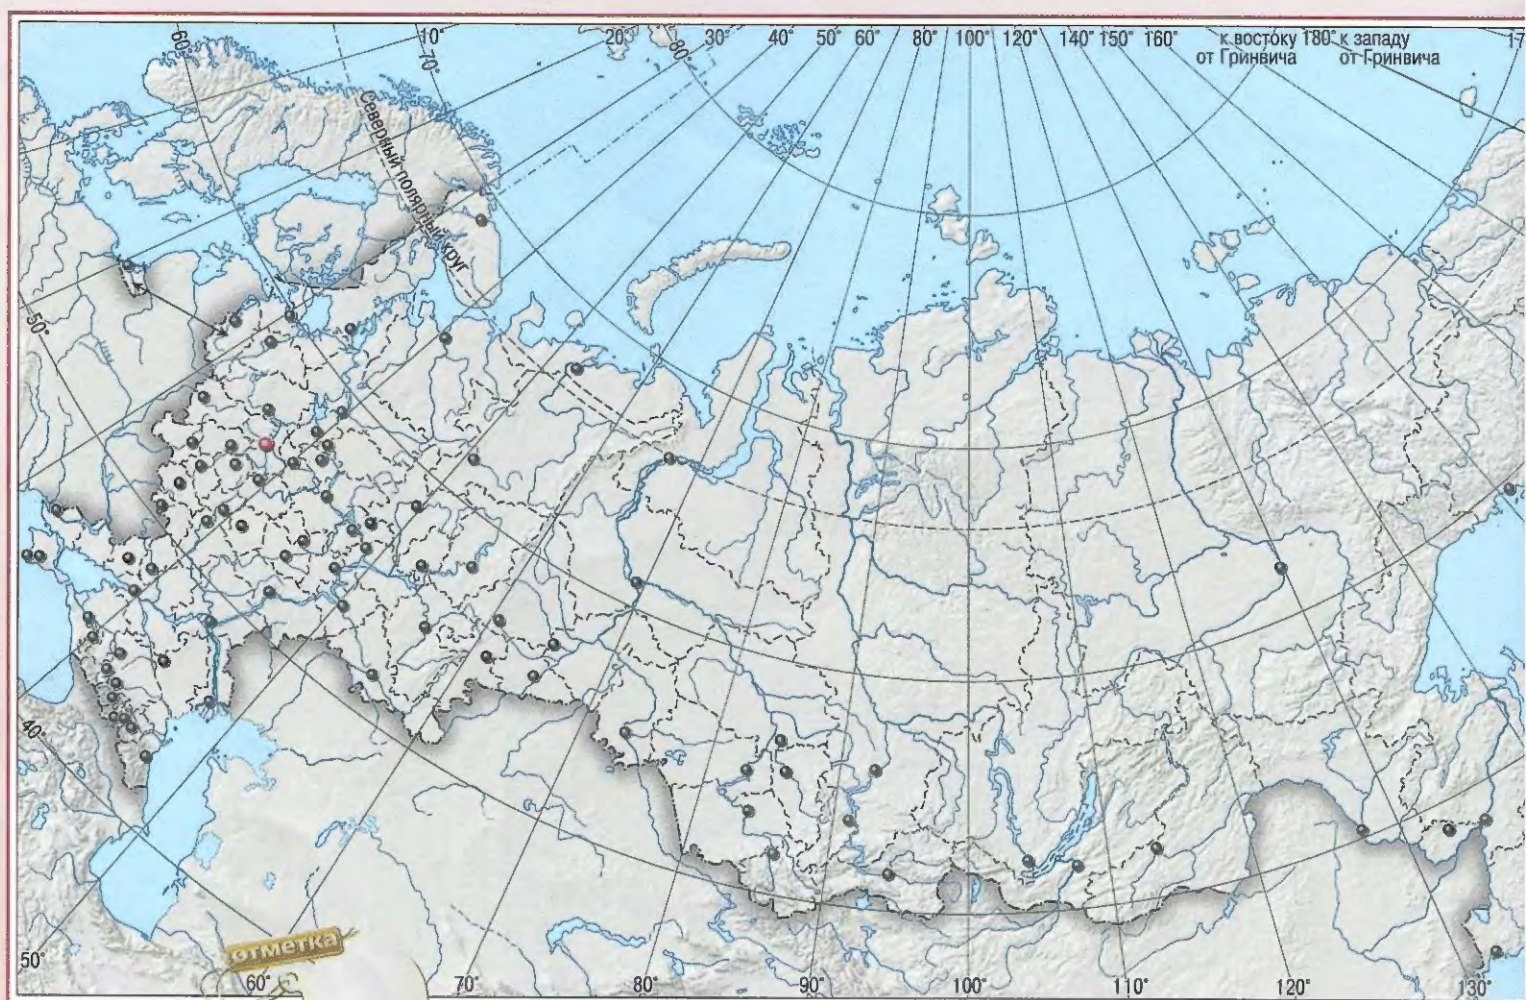 60° 10° 70° 20° 80° 30° 40° 50° 60° 80° 100° 120° 140° 150° 160° к востоку 180° к западу 17
от Гринвича от Гринвича
Северный полярный круг
50°
40°
50°
отметка
60° 70° 80° 90° 100° 110° 120° 130°